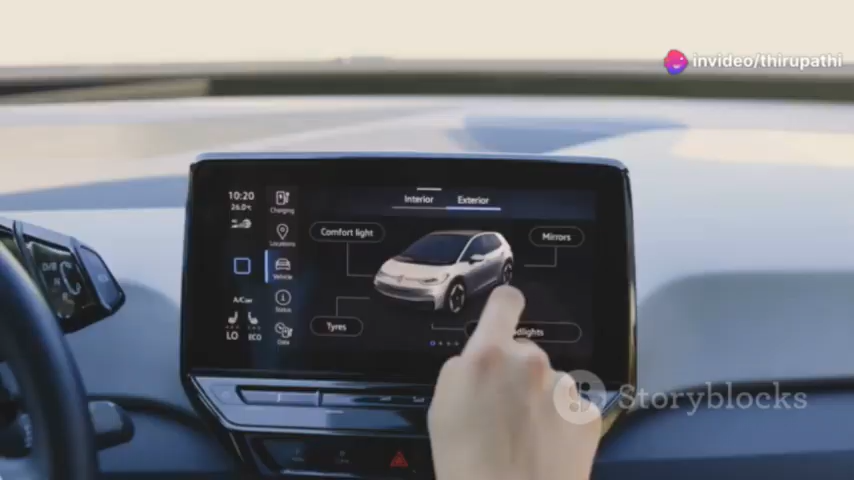 invideo/thirupathi
10:20
26.0°C
Charging
Locations
Vehicle
Status
Data
A/C
LO
ECO
Interior
Exterior
Comfort light
Mirrors
Tyres
dlights
Storyblocks